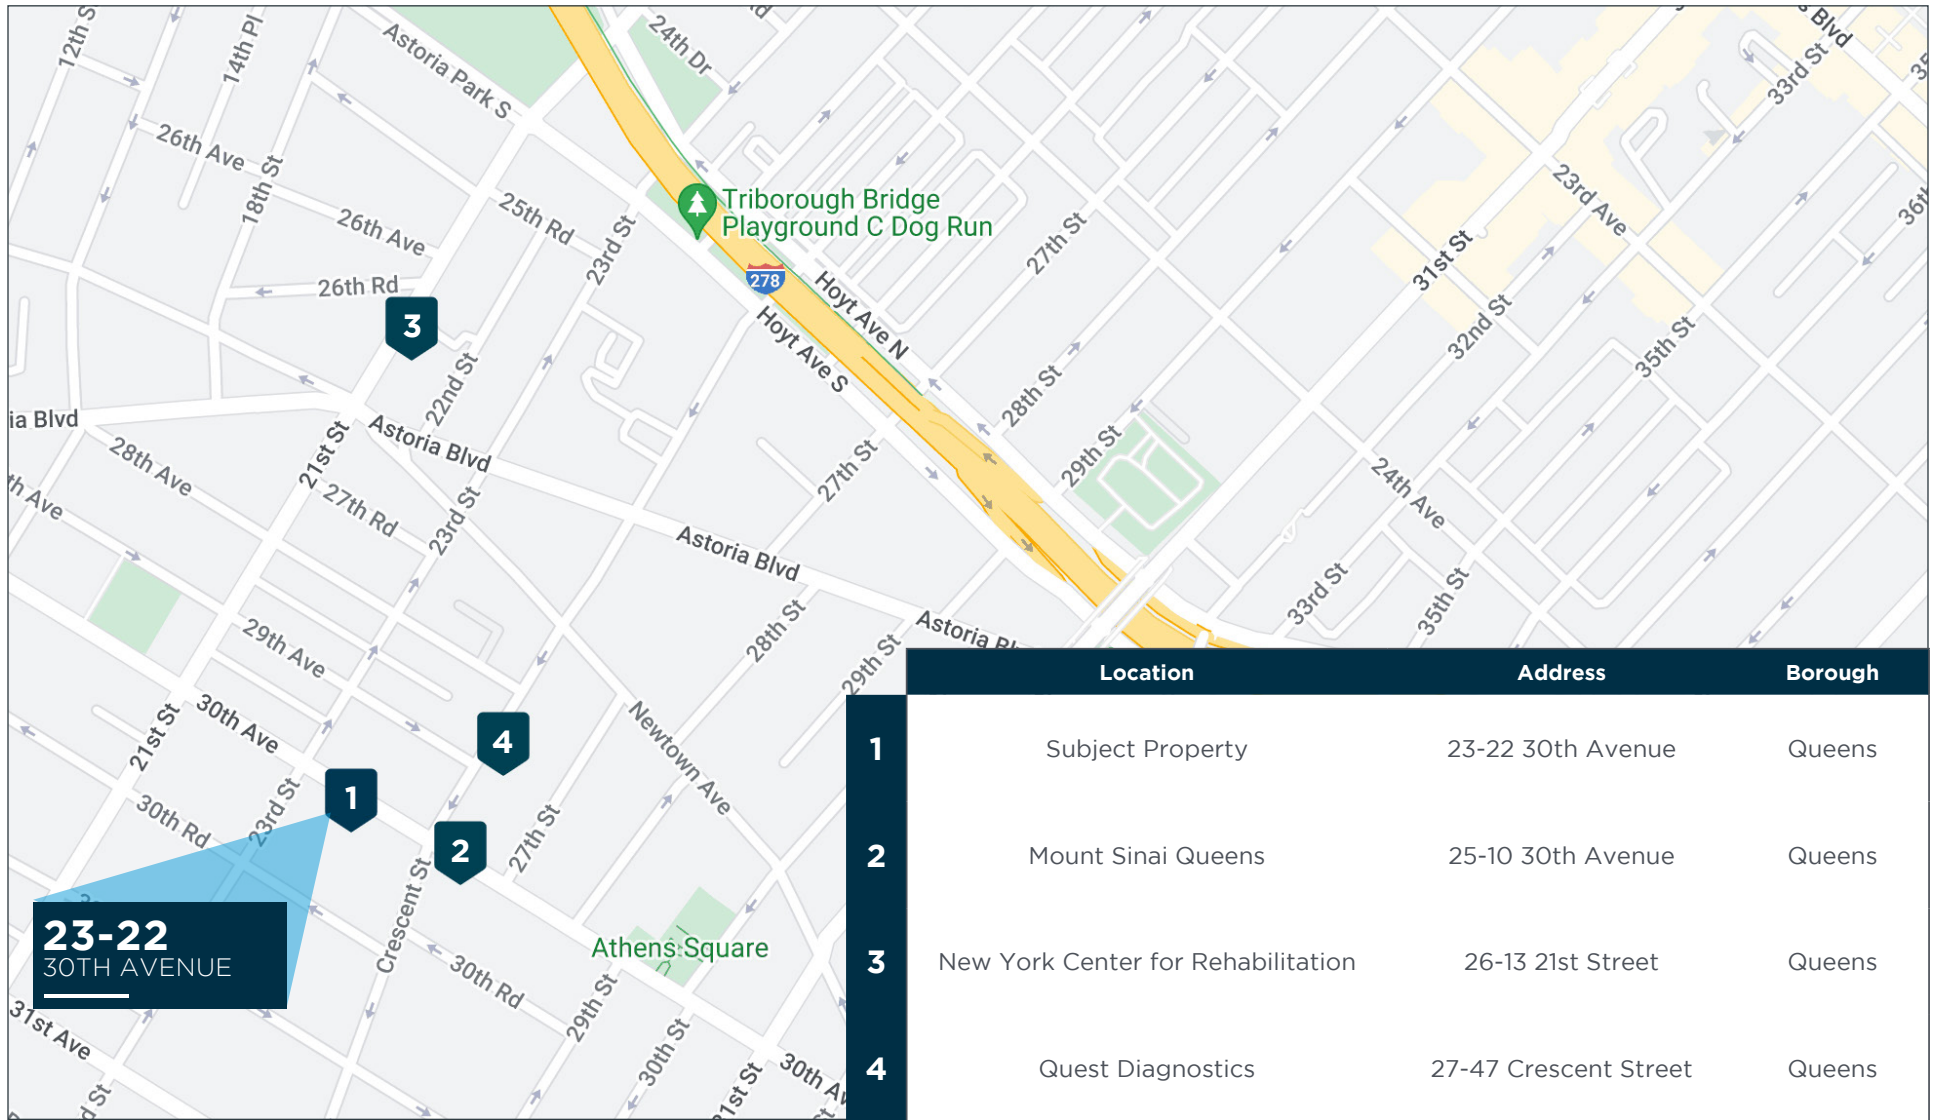 12th S
14th Pl
Astoria Park S
24th Dr
Rd
s Blvd
33rd St
26th Ave
18th St
26th Ave
25th Rd
23rd St
26th Rd
Triborough Bridge
Playground C Dog Run
278
Hoyt Ave N
Hoyt Ave S
27th St
23rd Ave
31st St
32nd St
35th St
36t
35
3
22nd St
ia Blvd
Astoria Blvd
21st St
28th Ave
th Ave
27th Rd
23rd St
27th St
28th St
29th St
24th Ave
Astoria Blvd
33rd St
35th St
28th St
29th St
Astoria Bl
29th Ave
30th Ave
21st St
Newtown Ave
4
1
2
30th Rd
23rd St
27th St
Crescent St
Athens Square
30th Rd
29th St
30th St
31st Ave
30th Av
31st St
d St
23-22
30TH AVENUE
Location Address Borough
1 Subject Property 23-22 30th Avenue Queens
2 Mount Sinai Queens 25-10 30th Avenue Queens
3 New York Center for Rehabilitation 26-13 21st Street Queens
4 Quest Diagnostics 27-47 Crescent Street Queens